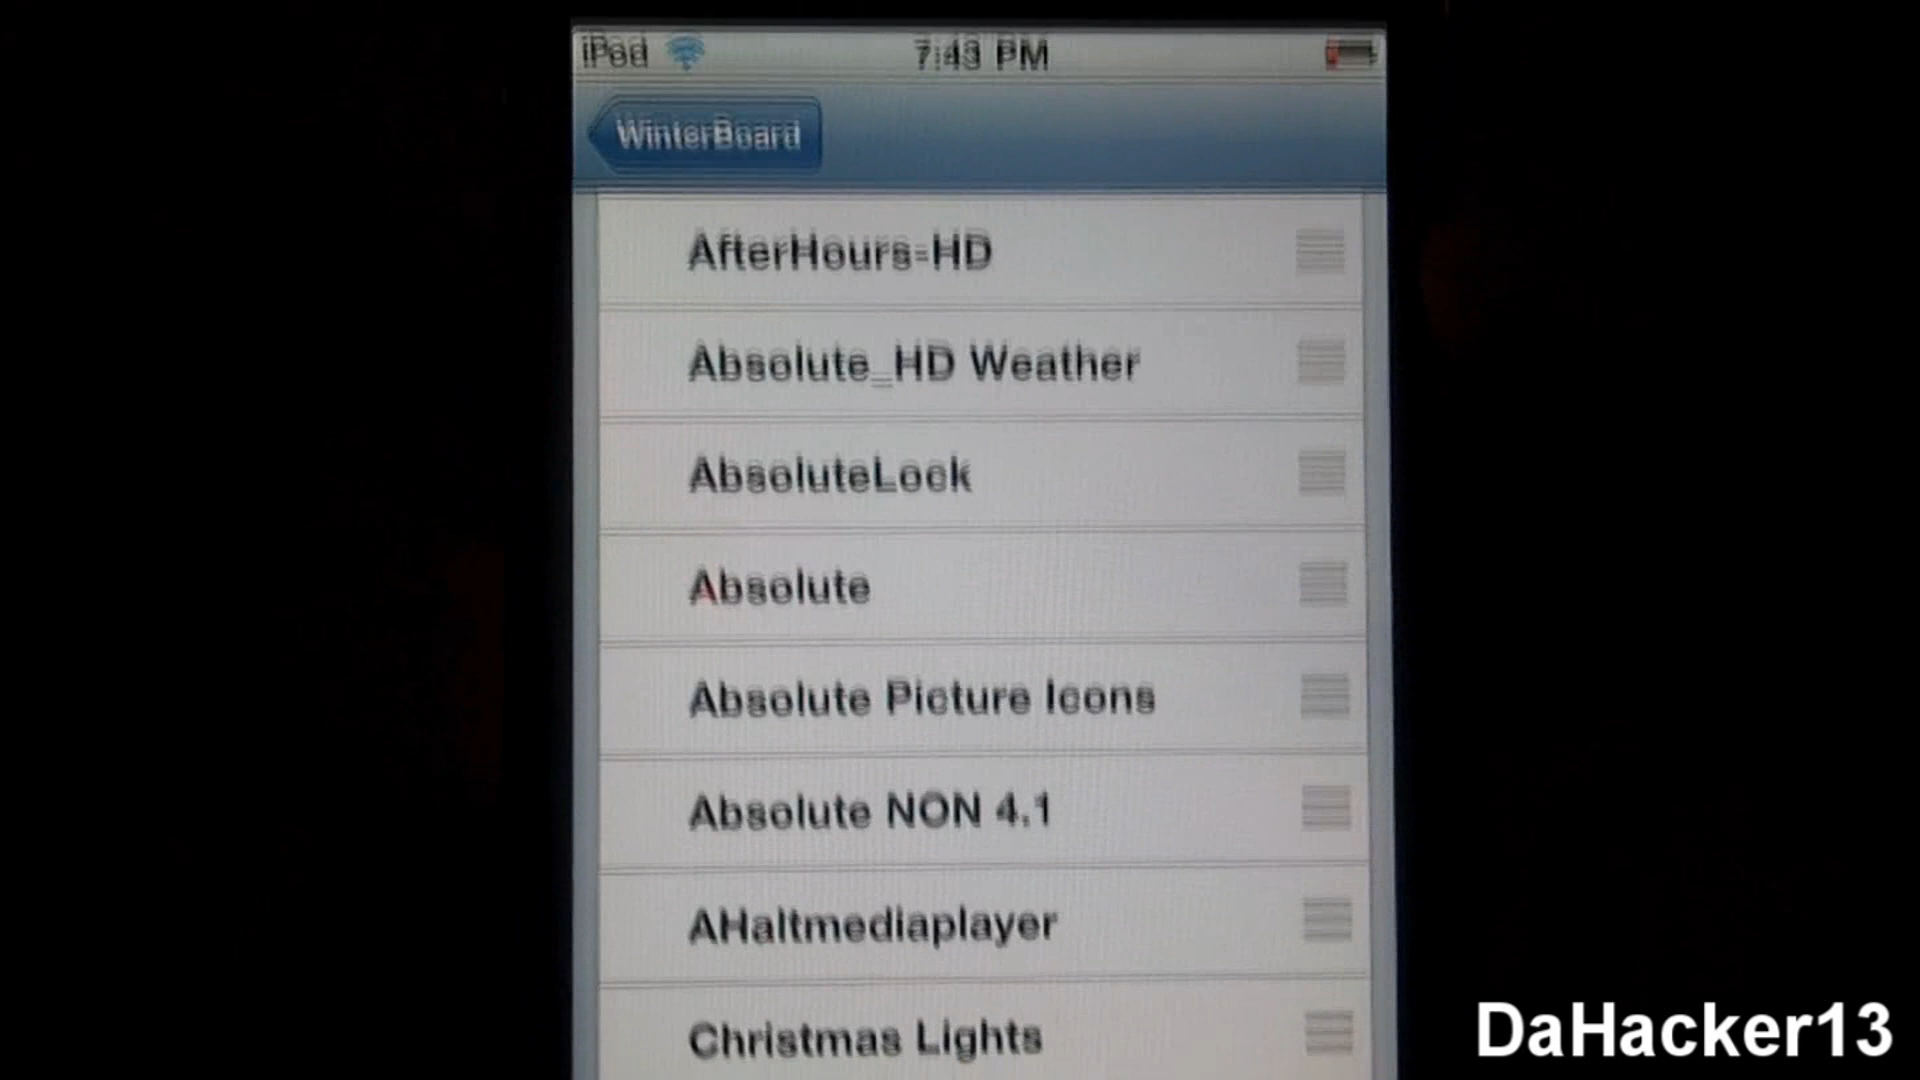 iPod 7:43 PM
WinterBoard
AfterHours-HD
Absolute_HD Weather
AbsoluteLock
Absolute
Absolute Picture Icons
Absolute NON 4.1
AHaltmediaplayer
Christmas Lights
DaHacker13